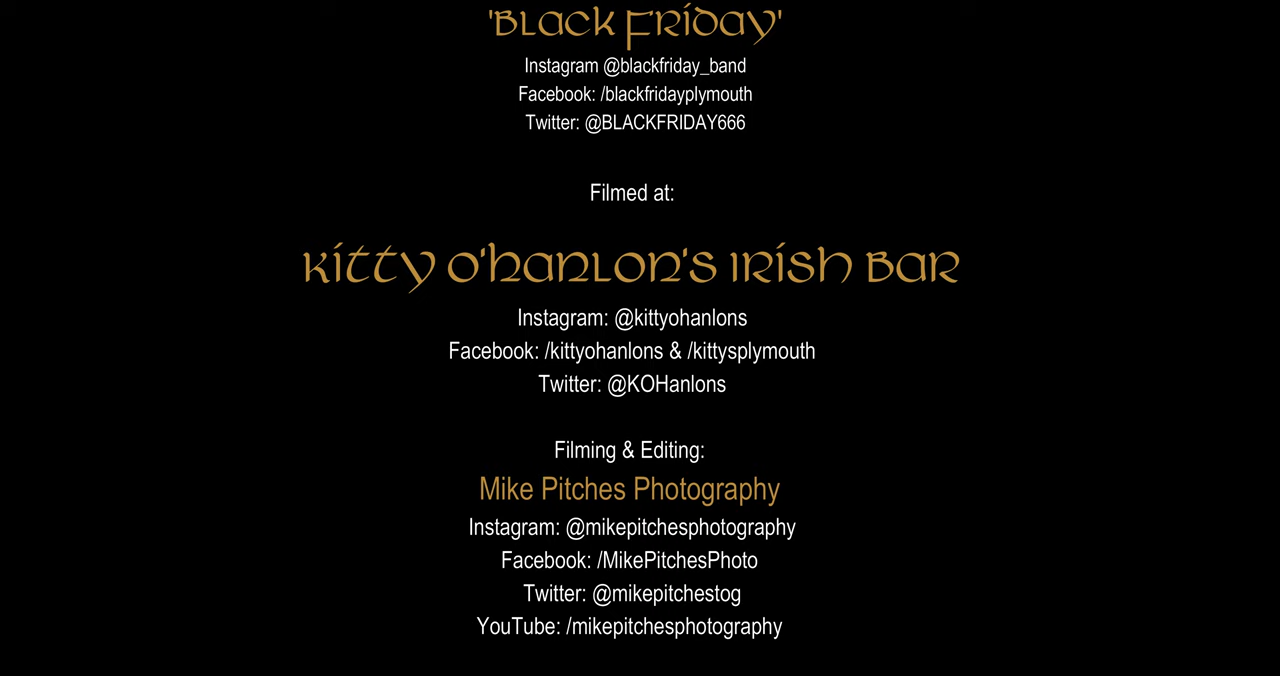 'Black Friday'
Instagram @blackfriday_band
Facebook: /blackfridayplymouth
Twitter: @BLACKFRIDAY666
Filmed at:
Kitty O'Hanlon's Irish Bar
Instagram: @kittyohanlons
Facebook: /kittyohanlons & /kittysplymouth
Twitter: @KOHanlons
Filming & Editing:
Mike Pitches Photography
Instagram: @mikepitchesphotography
Facebook: /MikePitchesPhoto
Twitter: @mikepitchestog
YouTube: /mikepitchesphotography